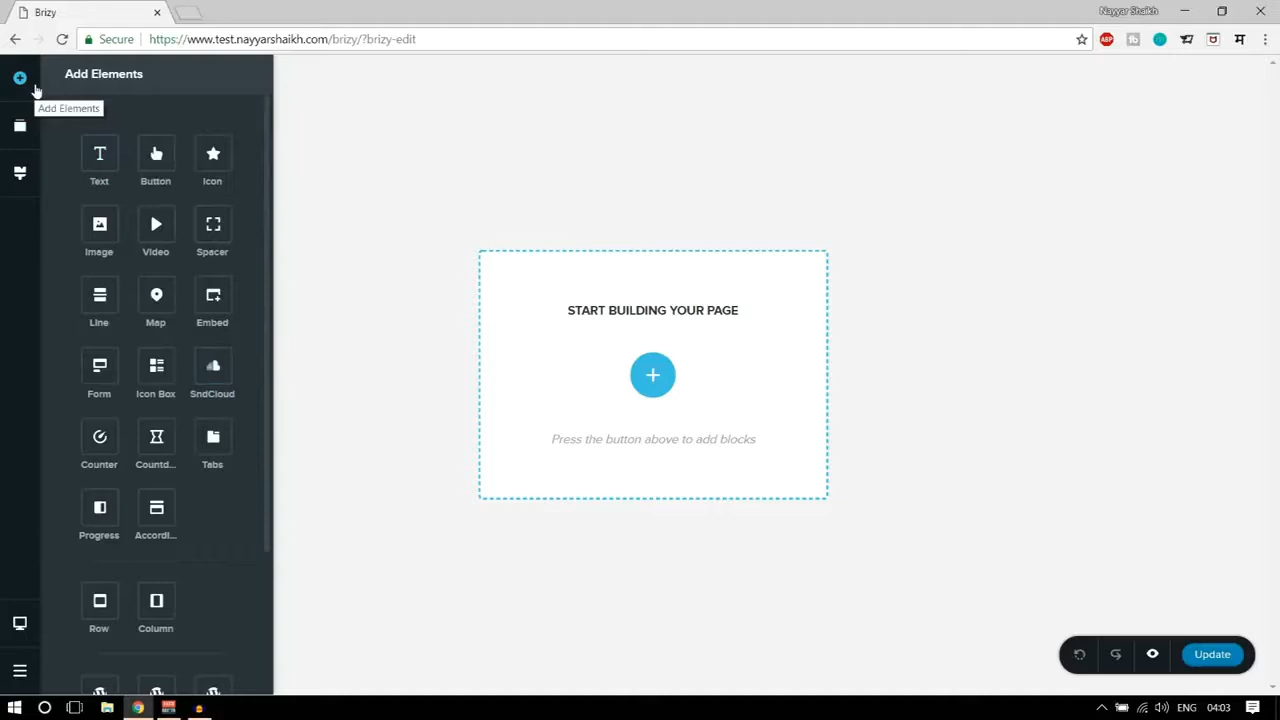 Brizy
Nayyar Shaikh
Secure
https://www.test.nayyarshaikh.com/brizy/?brizy-edit
ABP
Add Elements
Add Elements
Text
Button
Icon
Image
Video
Spacer
Line
Map
Embed
Form
Icon Box
SndCloud
Counter
Countd...
Tabs
Progress
Accordi...
Row
Column
START BUILDING YOUR PAGE
Press the button above to add blocks
Update
ENG
04:03